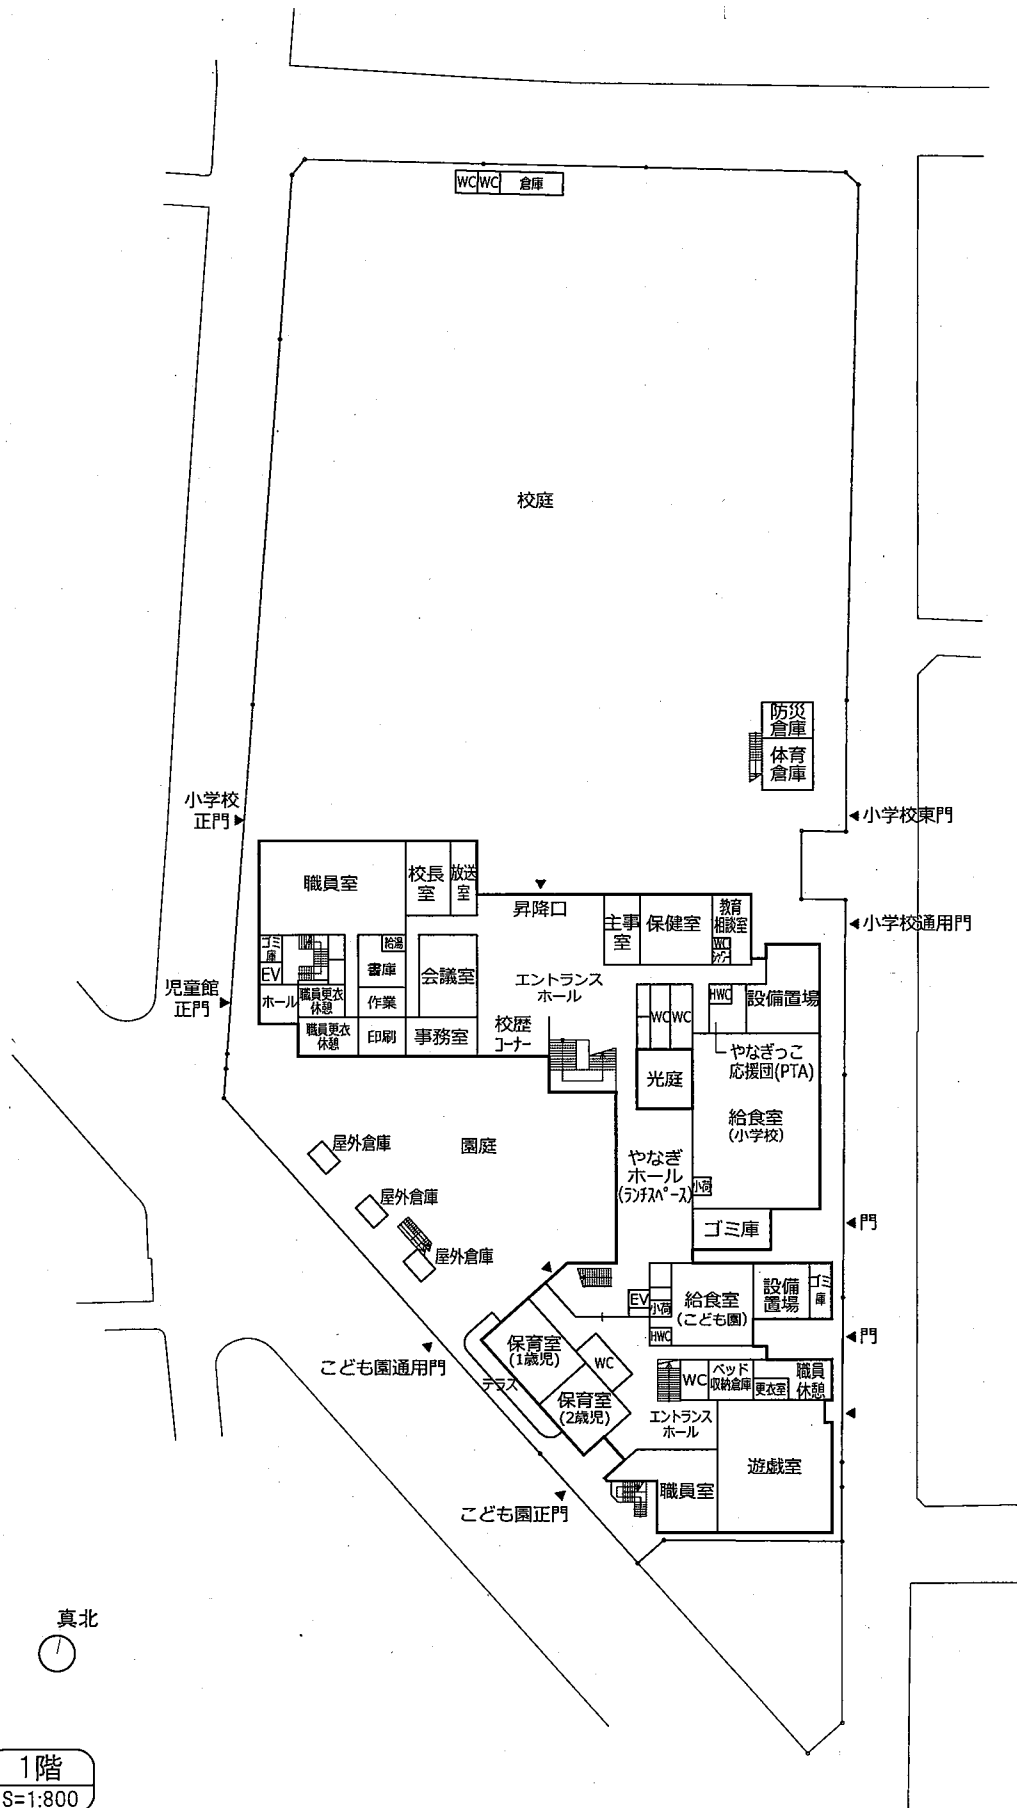 WC
WC
倉庫
校庭
防災
倉庫
体育
倉庫
小学校
正門
小学校東門
職員室
校長
室
放送
室
昇降口
主事
室
保健室
教育
相談室
WC
シャワー
小学校通用門
ゴミ
庫
EV
ホール
職員更衣
休憩
職員更衣
休憩
給湯
書庫
作業
印刷
会議室
事務室
エントランス
ホール
校歴
コーナー
児童館
正門
WC
WC
HWC
設備置場
やなぎっこ
応援団(PTA)
光庭
給食室
(小学校)
屋外倉庫
園庭
やなぎ
ホール
(ランチスペース)
小荷
屋外倉庫
屋外倉庫
ゴミ庫
門
EV
小荷
HWC
給食室
(こども園)
設備
置場
ゴミ
庫
門
保育室
(1歳児)
WC
テラス
保育室
(2歳児)
こども園通用門
WC
ベッド
収納倉庫
更衣室
職員
休憩
エントランス
ホール
遊戯室
職員室
こども園正門
真北
1階
S=1:800